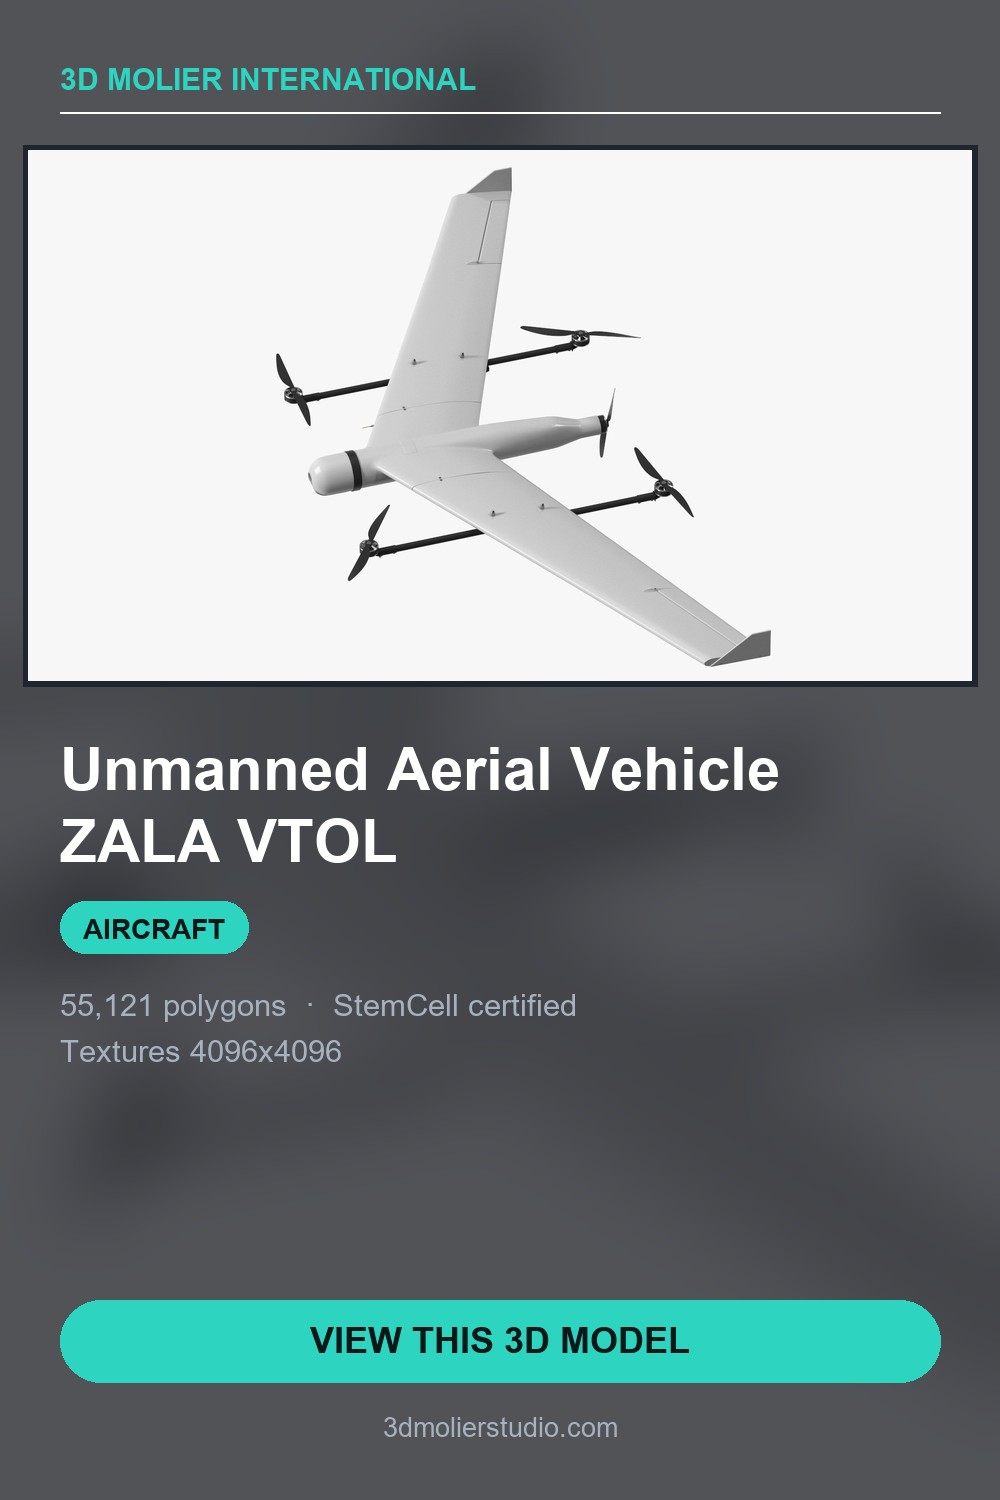 3D MOLIER INTERNATIONAL
Unmanned Aerial Vehicle
ZALA VTOL
AIRCRAFT
55,121 polygons · StemCell certified
Textures 4096x4096
VIEW THIS 3D MODEL
3dmolierstudio.com